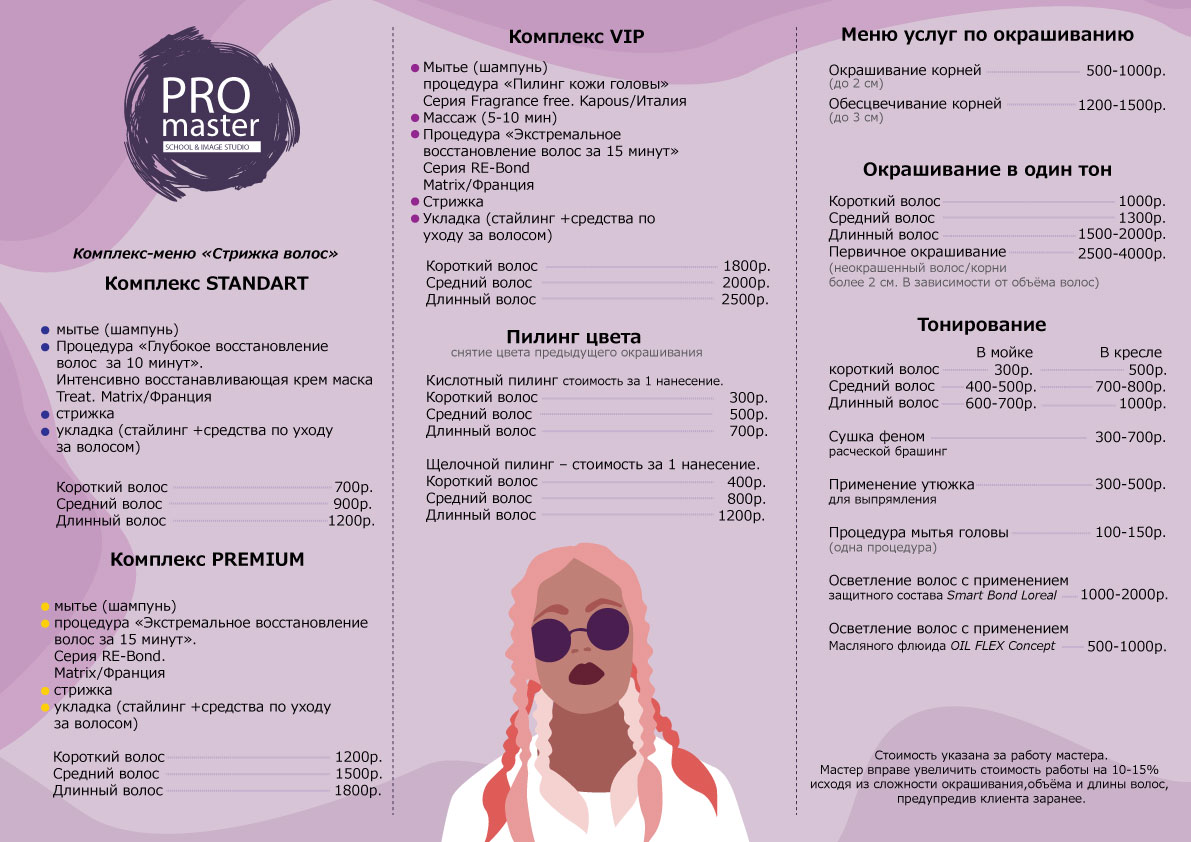 PRO
master
SCHOOL & IMAGE STUDIO
Комплекс-меню «Стрижка волос»
Комплекс STANDART
мытье (шампунь)
Процедура «Глубокое восстановление
волос за 10 минут».
Интенсивно восстанавливающая крем маска
Treat. Matrix/Франция
стрижка
укладка (стайлинг +средства по уходу
за волосом)
Короткий волос 700р.
Средний волос 900р.
Длинный волос 1200р.
Комплекс PREMIUM
мытье (шампунь)
процедура «Экстремальное восстановление
волос за 15 минут».
Серия RE-Bond.
Matrix/Франция
стрижка
укладка (стайлинг +средства по уходу
за волосом)
Короткий волос 1200р.
Средний волос 1500р.
Длинный волос 1800р.
Комплекс VIP
Мытье (шампунь)
процедура «Пилинг кожи головы»
Серия Fragrance free. Kapous/Италия
Массаж (5-10 мин)
Процедура «Экстремальное
восстановление волос за 15 минут»
Серия RE-Bond
Matrix/Франция
Стрижка
Укладка (стайлинг +средства по
уходу за волосом)
Короткий волос 1800р.
Средний волос 2000р.
Длинный волос 2500р.
Пилинг цвета
снятие цвета предыдущего окрашивания
Кислотный пилинг стоимость за 1 нанесение.
Короткий волос 300р.
Средний волос 500р.
Длинный волос 700р.
Щелочной пилинг – стоимость за 1 нанесение.
Короткий волос 400р.
Средний волос 800р.
Длинный волос 1200р.
Меню услуг по окрашиванию
Окрашивание корней 500-1000р.
(до 2 см)
Обесцвечивание корней 1200-1500р.
(до 3 см)
Окрашивание в один тон
Короткий волос 1000р.
Средний волос 1300р.
Длинный волос 1500-2000р.
Первичное окрашивание 2500-4000р.
(неокрашенный волос/корни
более 2 см. В зависимости от объёма волос)
Тонирование
В мойке В кресле
короткий волос 300р. 500р.
Средний волос 400-500р. 700-800р.
Длинный волос 600-700р. 1000р.
Сушка феном 300-700р.
расческой брашинг
Применение утюжка 300-500р.
для выпрямления
Процедура мытья головы 100-150р.
(одна процедура)
Осветление волос с применением
защитного состава Smart Bond Loreal 1000-2000р.
Осветление волос с применением
Масляного флюида OIL FLEX Concept 500-1000р.
Стоимость указана за работу мастера.
Мастер вправе увеличить стоимость работы на 10-15%
исходя из сложности окрашивания,объёма и длины волос,
предупредив клиента заранее.